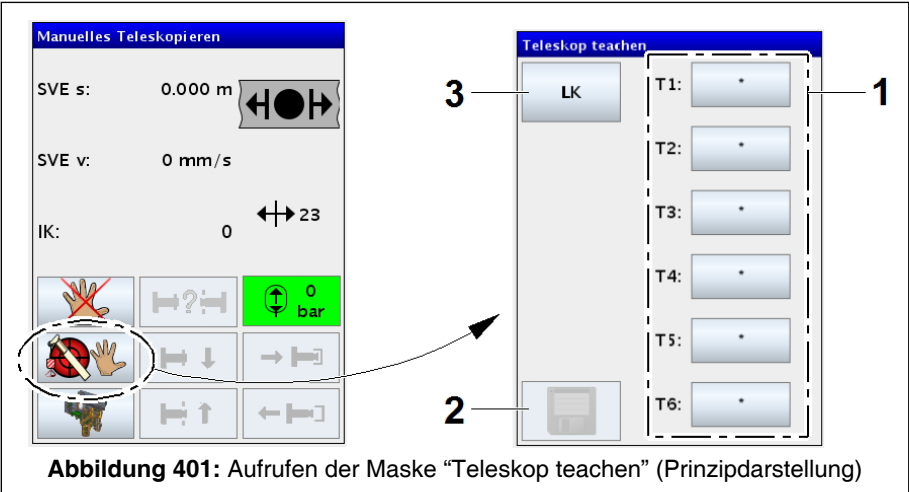 Manuelles Teleskopieren
SVE s: 0.000 m
SVE v: 0 mm/s
23
IK: 0
?
0
bar
Teleskop teachen
3
LK
T1: *
1
T2: *
T3: *
T4: *
T5: *
2
T6: *
Abbildung 401: Aufrufen der Maske “Teleskop teachen” (Prinzipdarstellung)